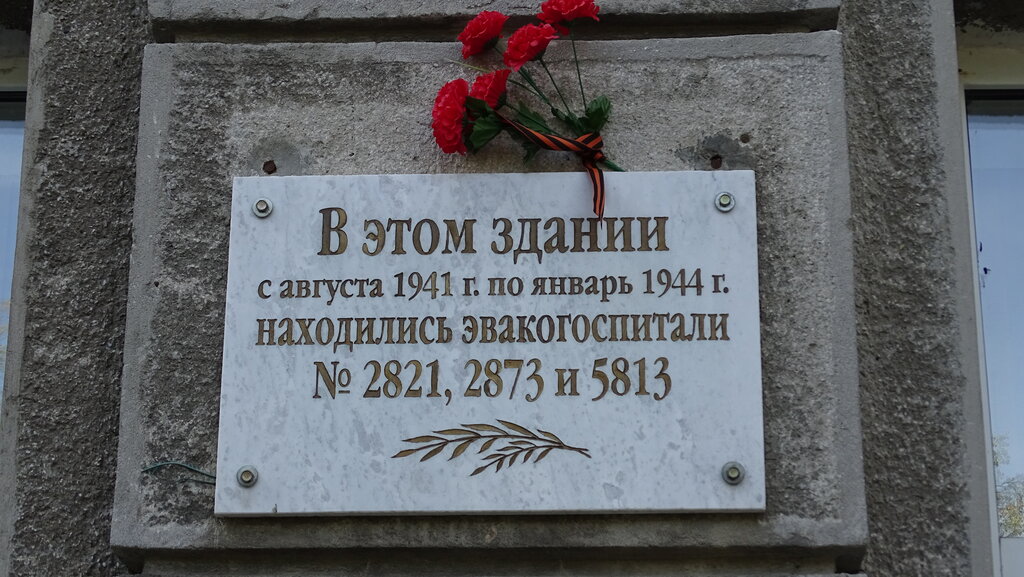 В этом здании
с августа 1941 г. по январь 1944 г.
находились эвакогоспитали
№ 2821, 2873 и 5813